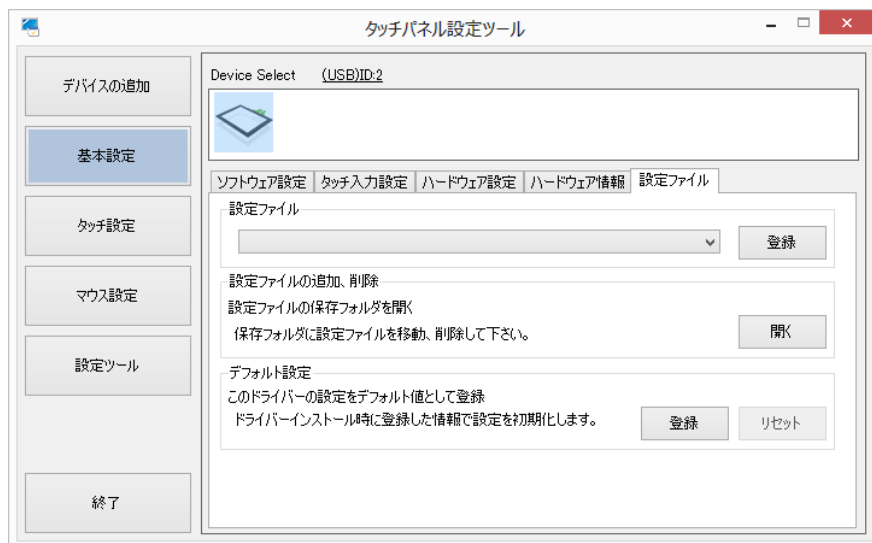 タッチパネル設定ツール
デバイスの追加
基本設定
タッチ設定
マウス設定
設定ツール
終了
Device Select (USB)ID:2
ソフトウェア設定 タッチ入力設定 ハードウェア設定 ハードウェア情報 設定ファイル
設定ファイル
登録
設定ファイルの追加、削除
設定ファイルの保存フォルダを開く
保存フォルダに設定ファイルを移動、削除して下さい。
開く
デフォルト設定
このドライバーの設定をデフォルト値として登録
ドライバーインストール時に登録した情報で設定を初期化します。
登録 リセット